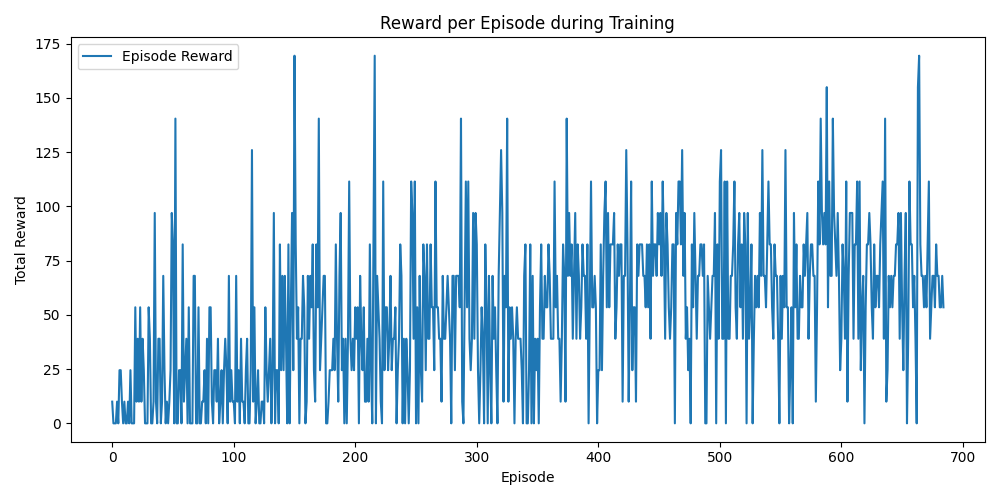 Reward per Episode during Training
Episode Reward
Total Reward
175
150
125
100
75
50
25
0
0 100 200 300 400 500 600 700
Episode